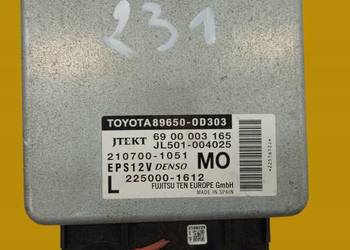 231
TOYOTA 89650-0D303
JTEKT 69 00 003 165
JL501-004025
210700-1051 MO
EPS12V DENSO
L 225000-1612
FUJITSU TEN EUROPE GmbH
MADE IN SPAIN